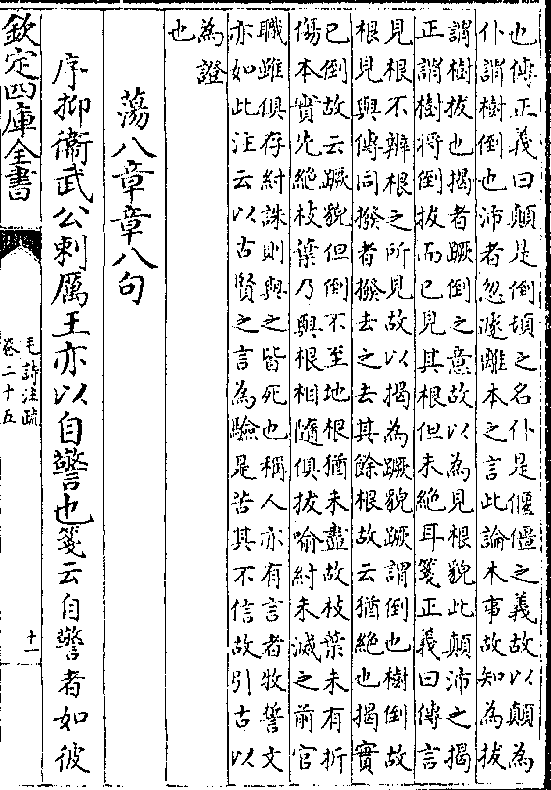 也傳正義曰顛是倒頓之名仆是僵僵之義故以顛為
仆謂樹倒也沛者忽遽離本之言此論木事故知為拔
謂樹拔也揭者蹶倒之意故以為見根貌此顛沛之揭
正謂樹將倒拔而已見其根但未絕耳箋正義曰傳言
見根不辨根之所見故以揭為蹶貌蹶謂倒也樹倒故
根見與傳同撥者撥去之去其餘根故云猶絕也揭實
已倒故云蹶貌但倒不至地根猶未盡故枝葉未有折
傷本實先絕枝葉乃與根相隨俱拔喻紂未滅之前官
職雖俱存紂誅則與之皆死也稱人亦有言者牧誓文
亦如此注云以古賢之言為驗是苦其不信故引古以
為證
也
蕩八章章八句
序抑衞武公刺厲王亦以自警也箋云自警者如彼
欽定四庫全書
毛詩注疏
卷二十五
十一